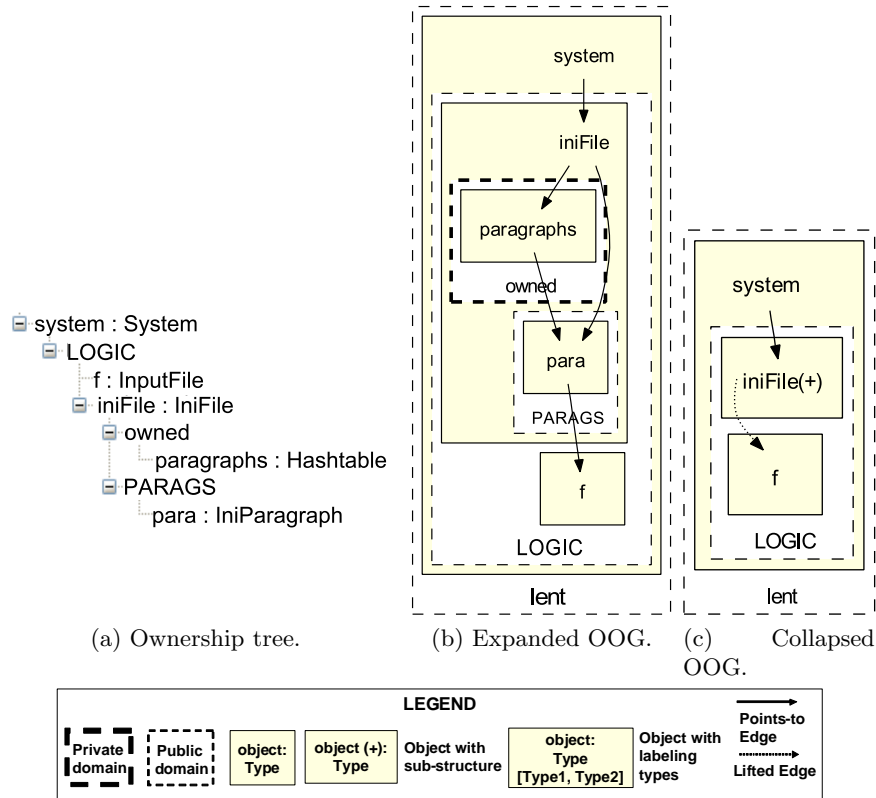 system : System
LOGIC
f : InputFile
iniFile : IniFile
owned
paragraphs : Hashtable
PARAGS
para : IniParagraph
(a) Ownership tree.
system
iniFile
paragraphs
owned
para
PARAGS
f
LOGIC
lent
(b) Expanded OOG.
system
iniFile(+)
f
LOGIC
lent
(c) Collapsed
OOG.
LEGEND
Private
domain
Public
domain
object:
Type
object (+):
Type
Object with
sub-structure
object:
Type
[Type1, Type2]
Object with
labeling
types
Points-to
Edge
Lifted Edge